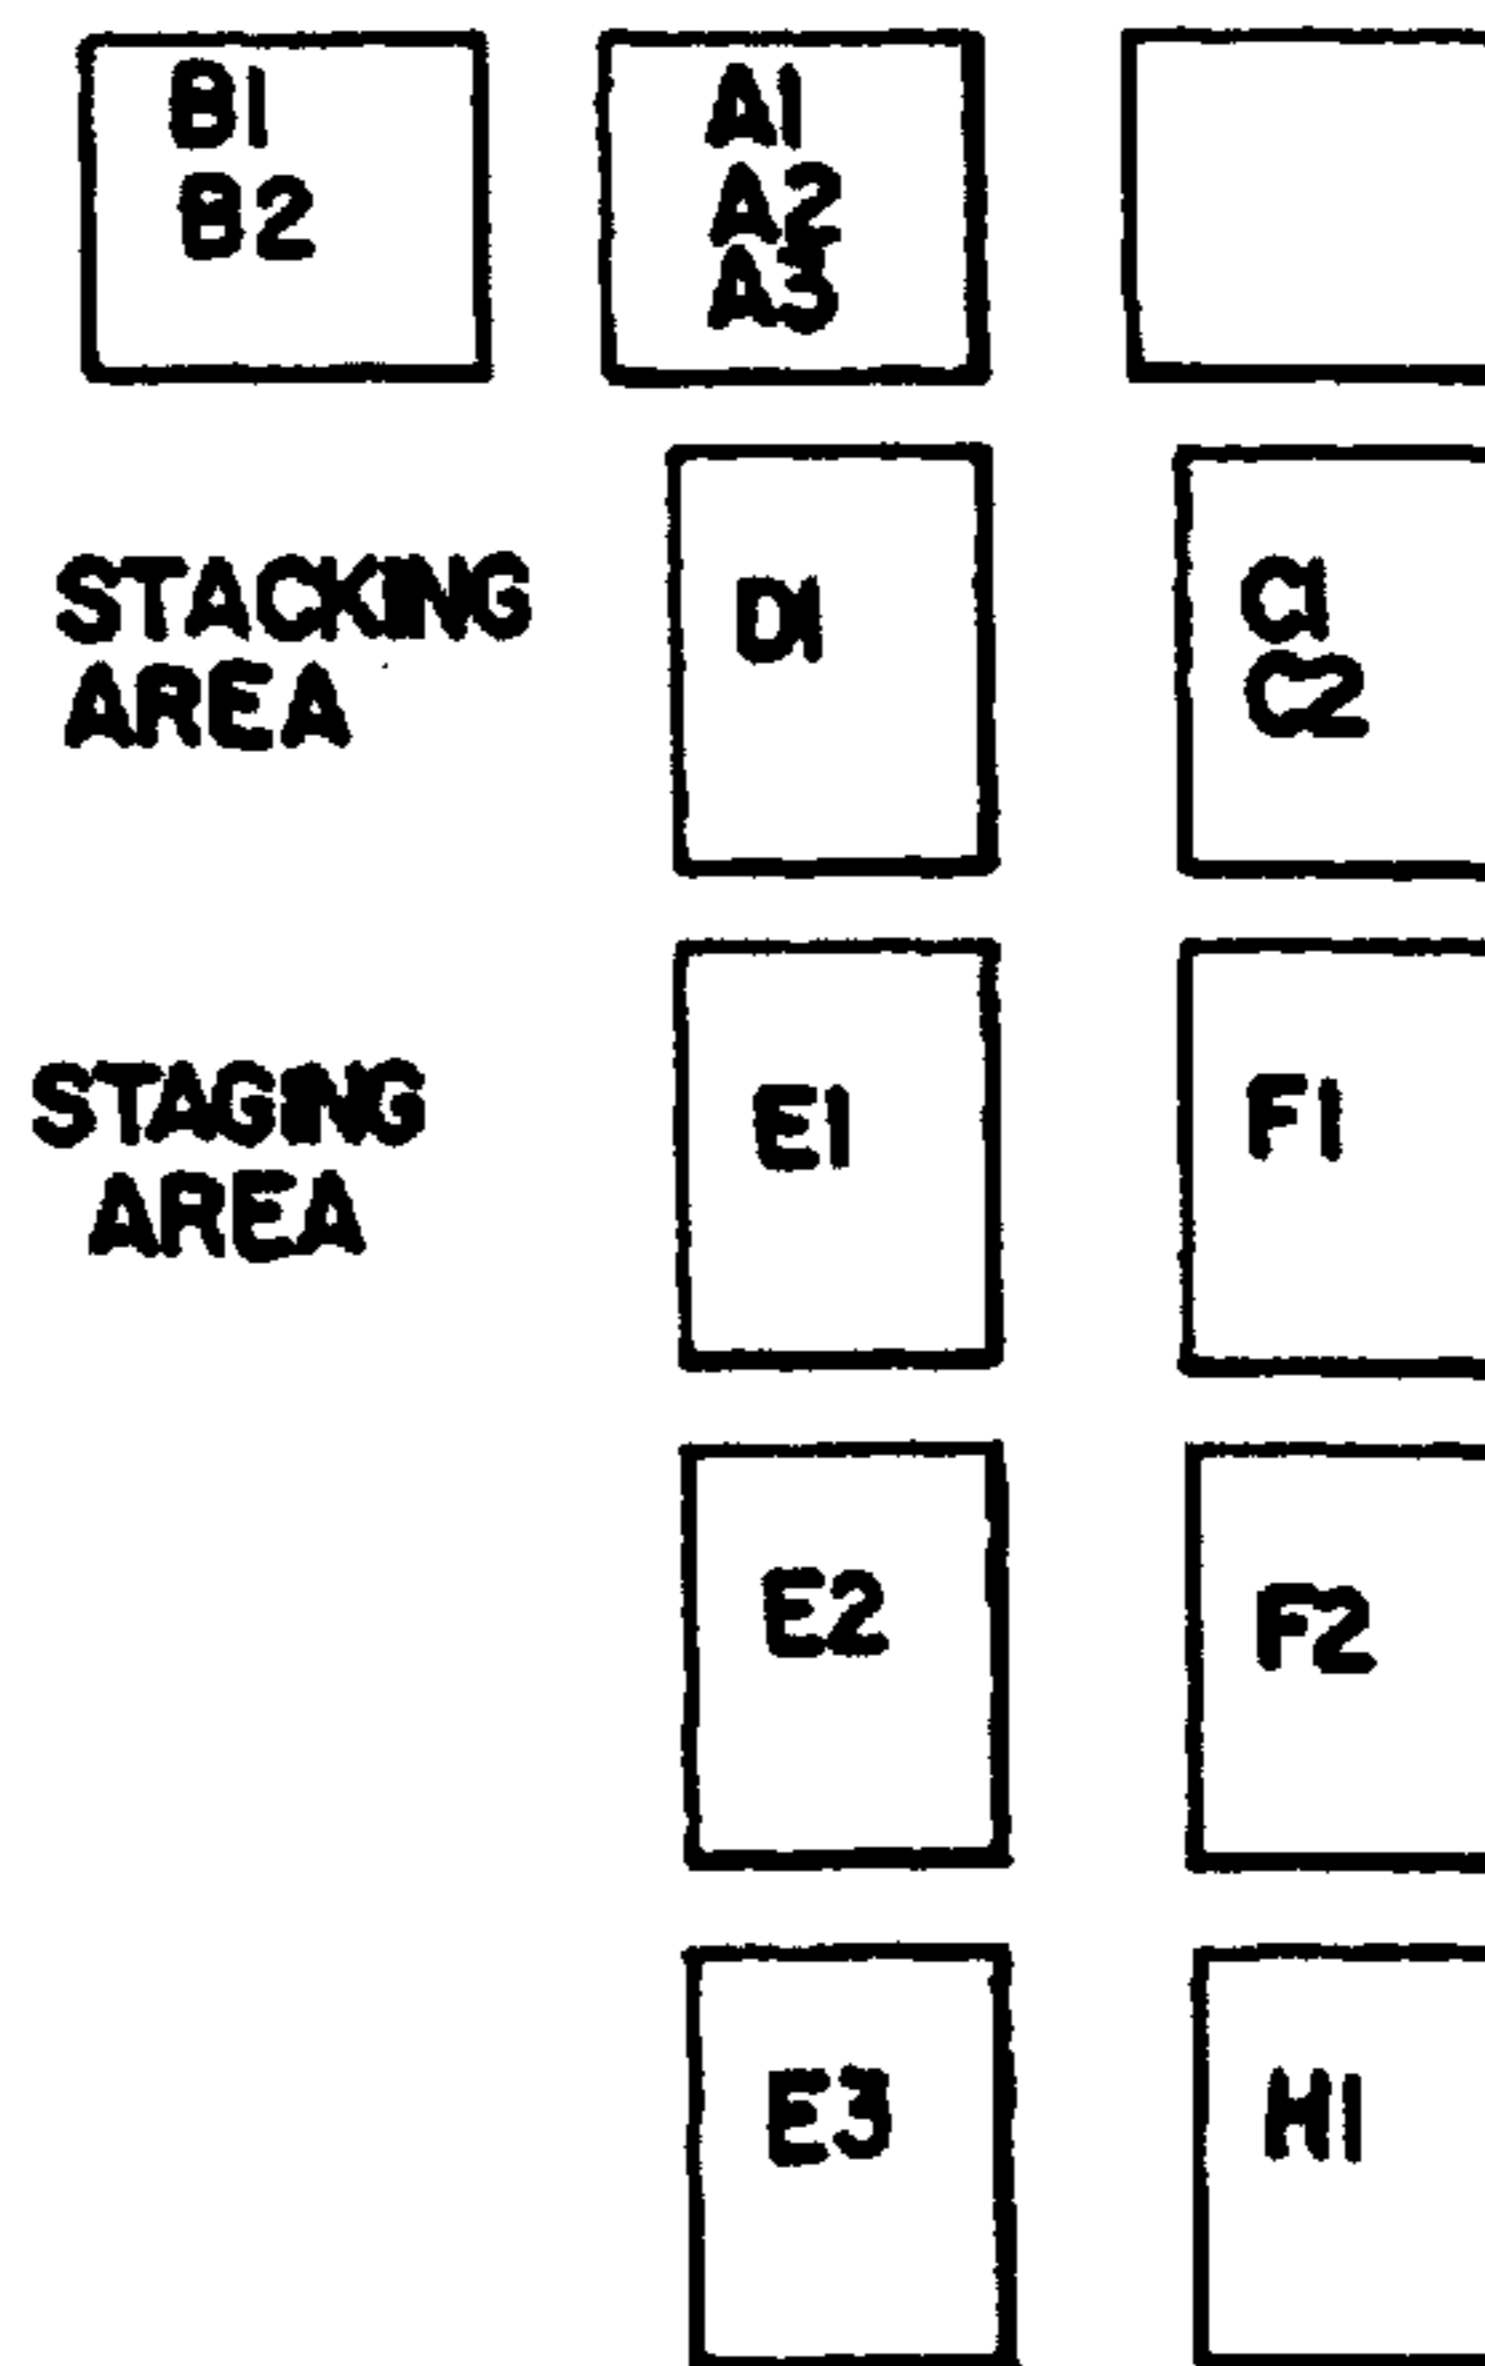 B1
B2
A1
A2
A3
STACKING
AREA
D1
C1
C2
STAGING
AREA
E1
F1
E2
F2
E3
H1